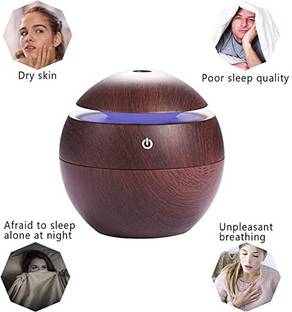 Dry skin
Poor sleep quality
Afraid to sleep
alone at night
Unpleasant
breathing